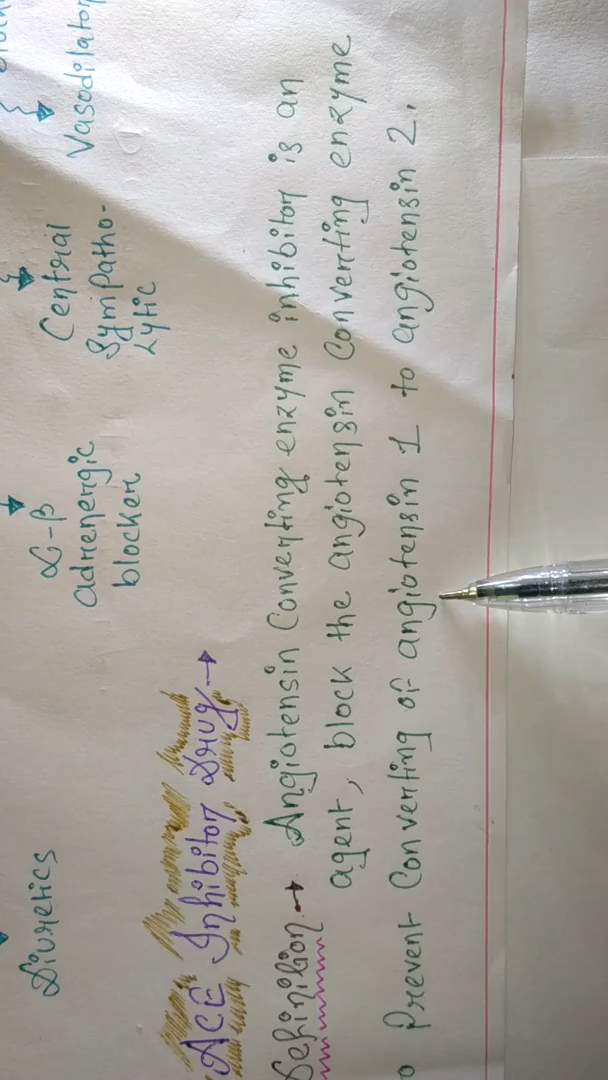 Diuretics
α-β
adrenergic
blocker
Central
Sympatho-
Lytic
Vasodilator
ACE Inhibitor Drug →
Definition → Angiotensin Converting enzyme inhibitor is an
agent, block the angiotensin Converting enzyme
Prevent Converting of angiotensin 1 to angiotensin 2.